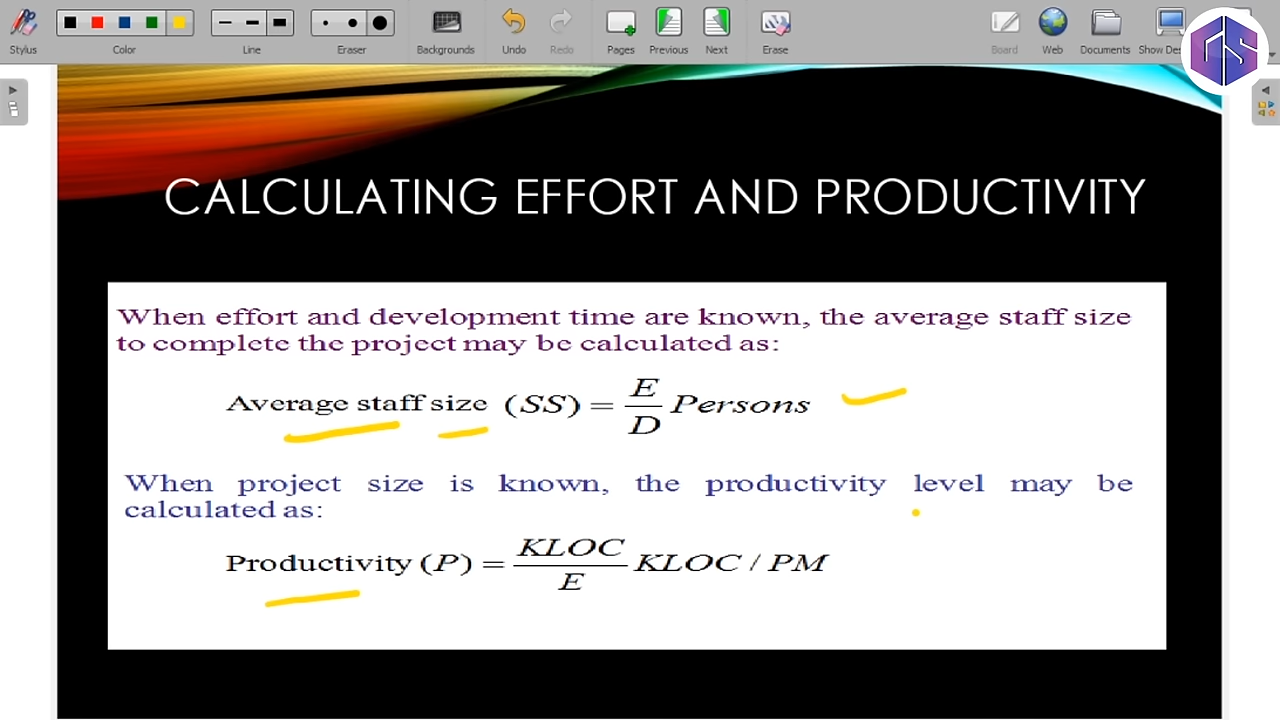 Stylus Color Line Eraser Backgrounds Undo Redo Pages Previous Next Erase Board Web Documents Show
CALCULATING EFFORT AND PRODUCTIVITY
When effort and development time are known, the average staff size
to complete the project may be calculated as:
Average staff size (SS) = E/D Persons
When project size is known, the productivity level may be
calculated as:
Productivity (P) = KLOC/E KLOC / PM